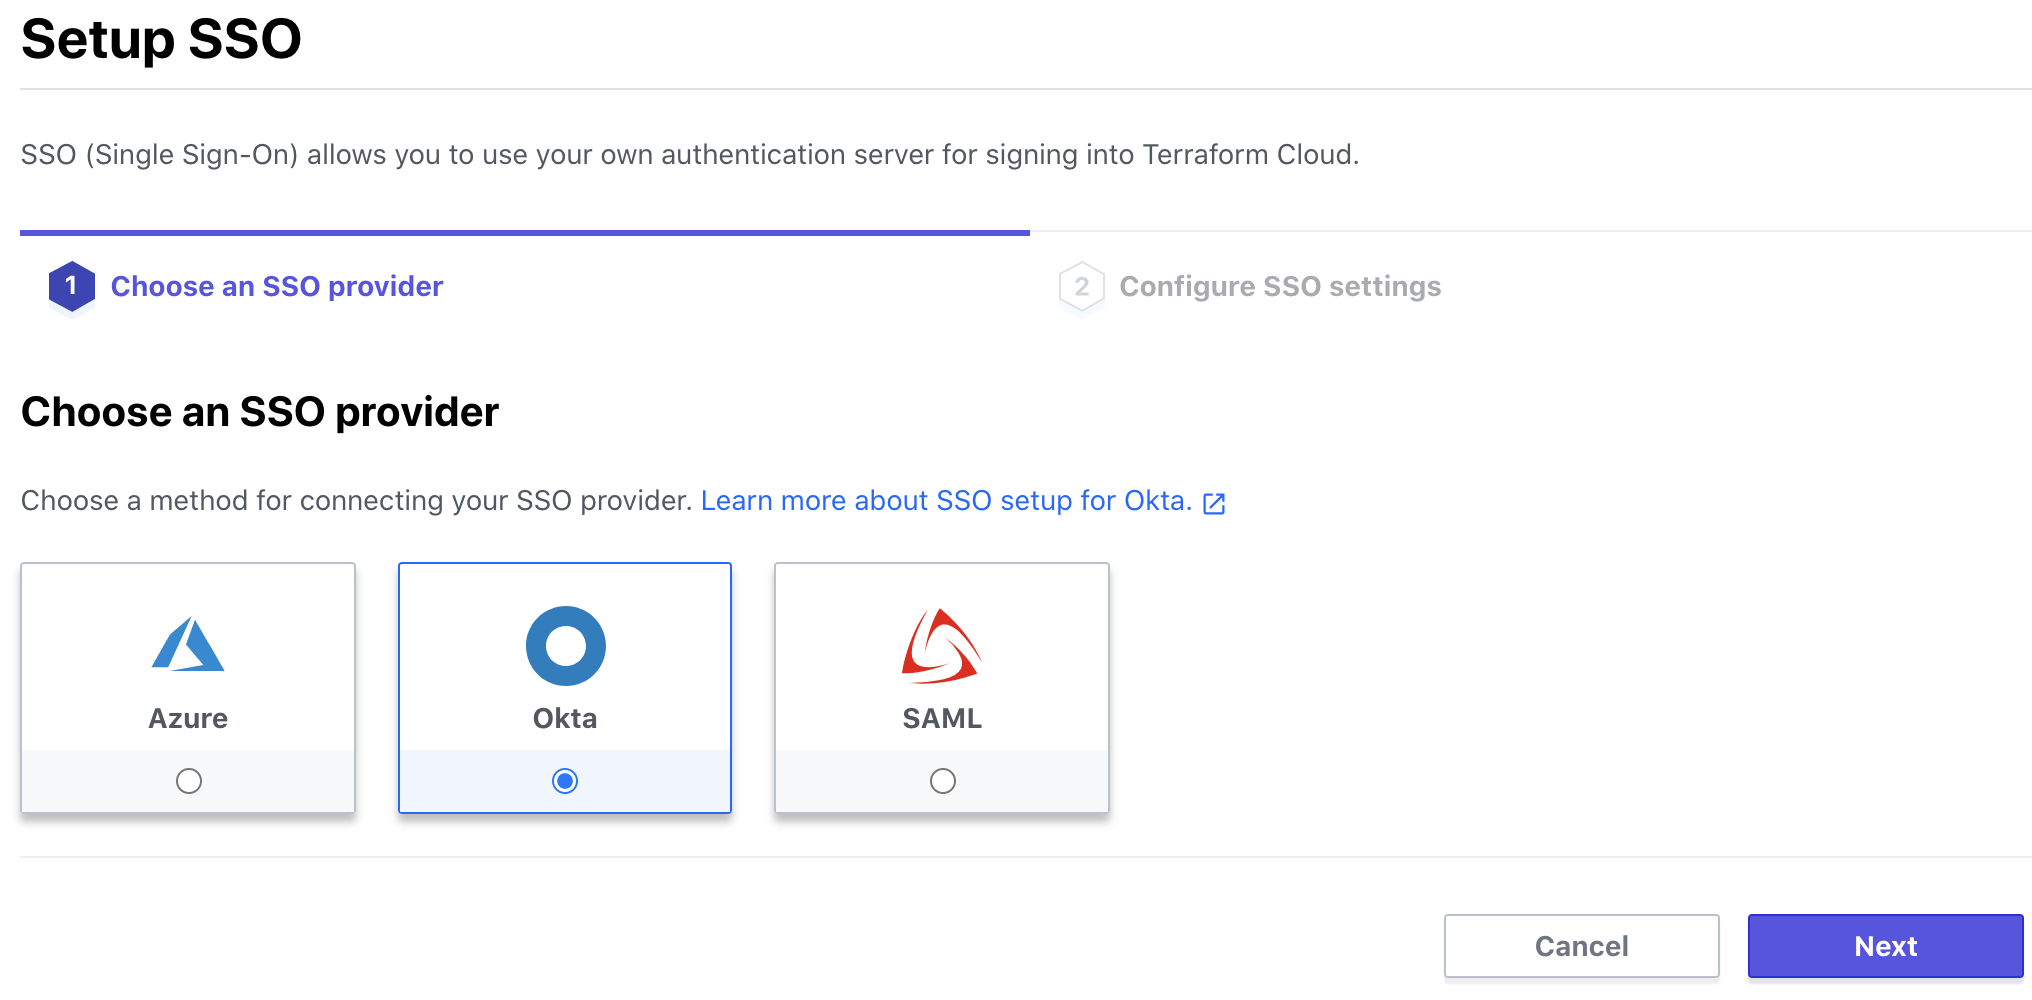 Setup SSO
SSO (Single Sign-On) allows you to use your own authentication server for signing into Terraform Cloud.
1 Choose an SSO provider
2 Configure SSO settings
Choose an SSO provider
Choose a method for connecting your SSO provider. Learn more about SSO setup for Okta.
Azure
Okta
SAML
Cancel
Next